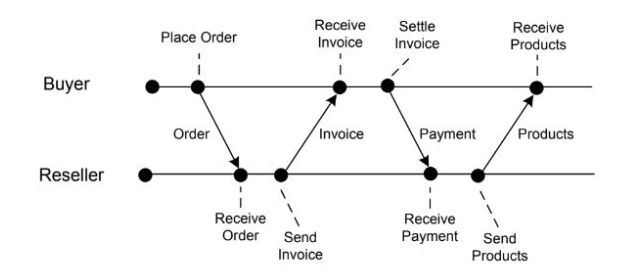 Place Order
Receive
Invoice
Settle
Invoice
Receive
Products
Buyer
Order
Invoice
Payment
Products
Reseller
Receive
Order
Send
Invoice
Receive
Payment
Send
Products